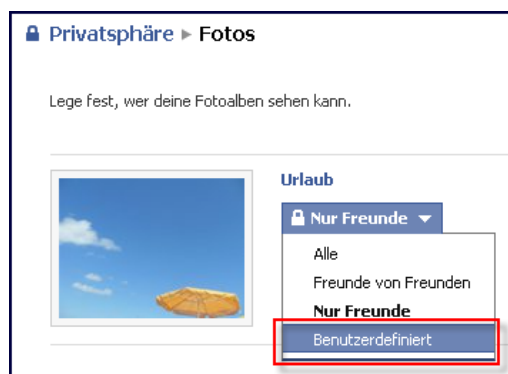 Privatsphäre ▸ Fotos
Lege fest, wer deine Fotoalben sehen kann.
Urlaub
Nur Freunde
Alle
Freunde von Freunden
Nur Freunde
Benutzerdefiniert